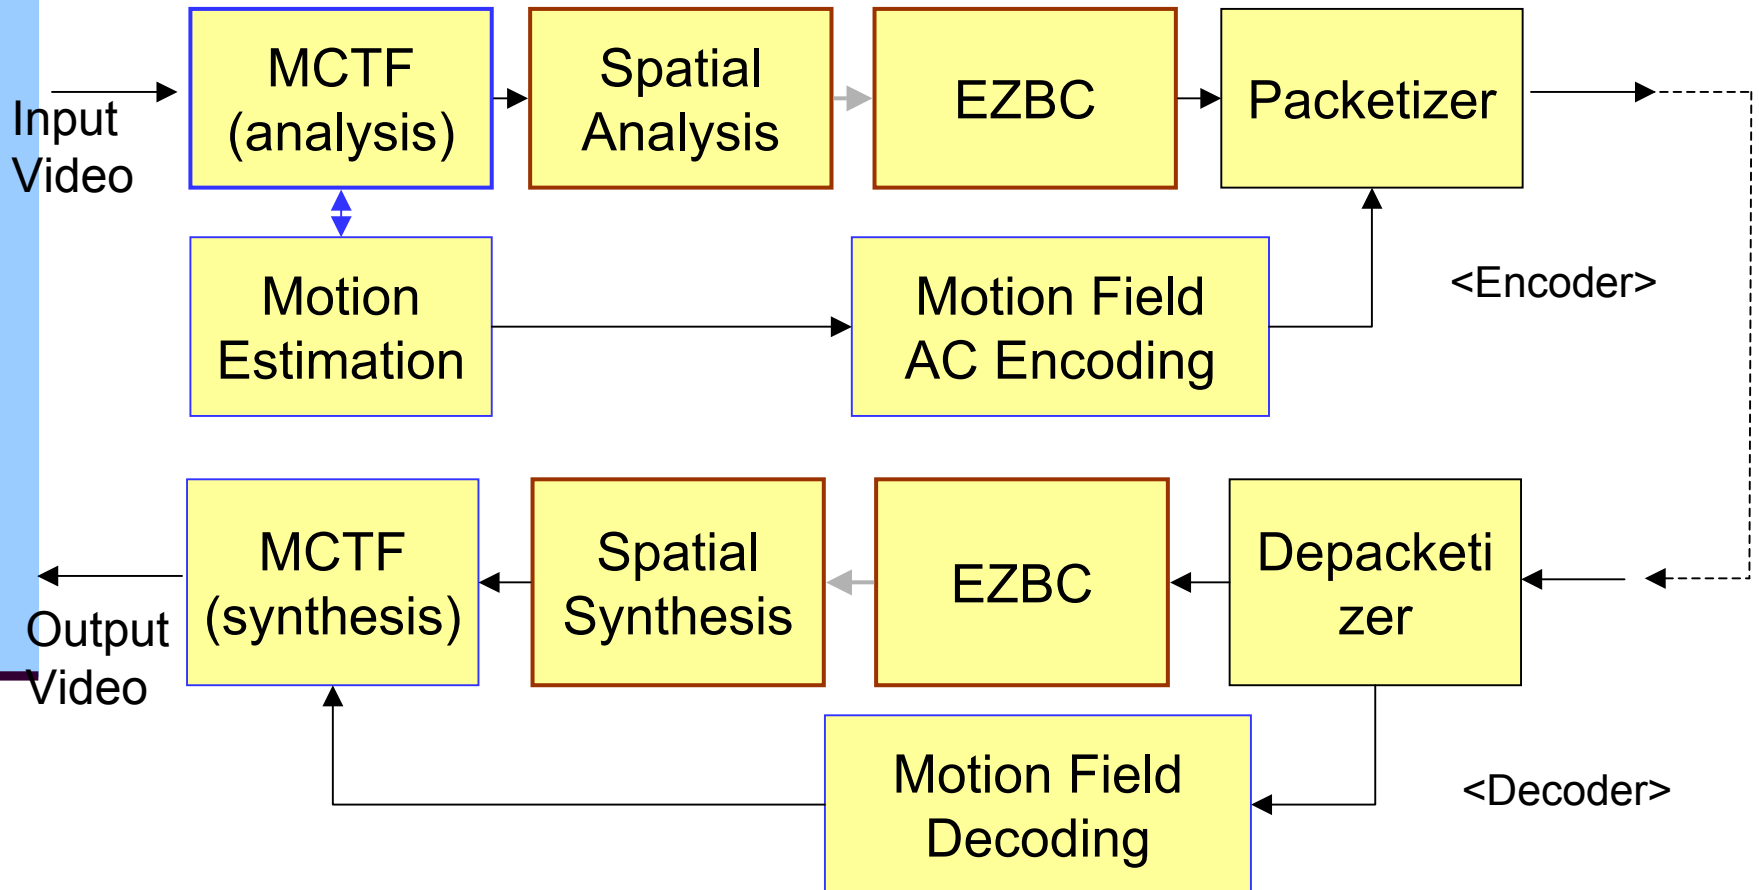 Input
Video
MCTF
(analysis)
Spatial
Analysis
EZBC
Packetizer
Motion
Estimation
Motion Field
AC Encoding
<Encoder>
MCTF
(synthesis)
Spatial
Synthesis
EZBC
Depacketi
zer
Output
Video
Motion Field
Decoding
<Decoder>